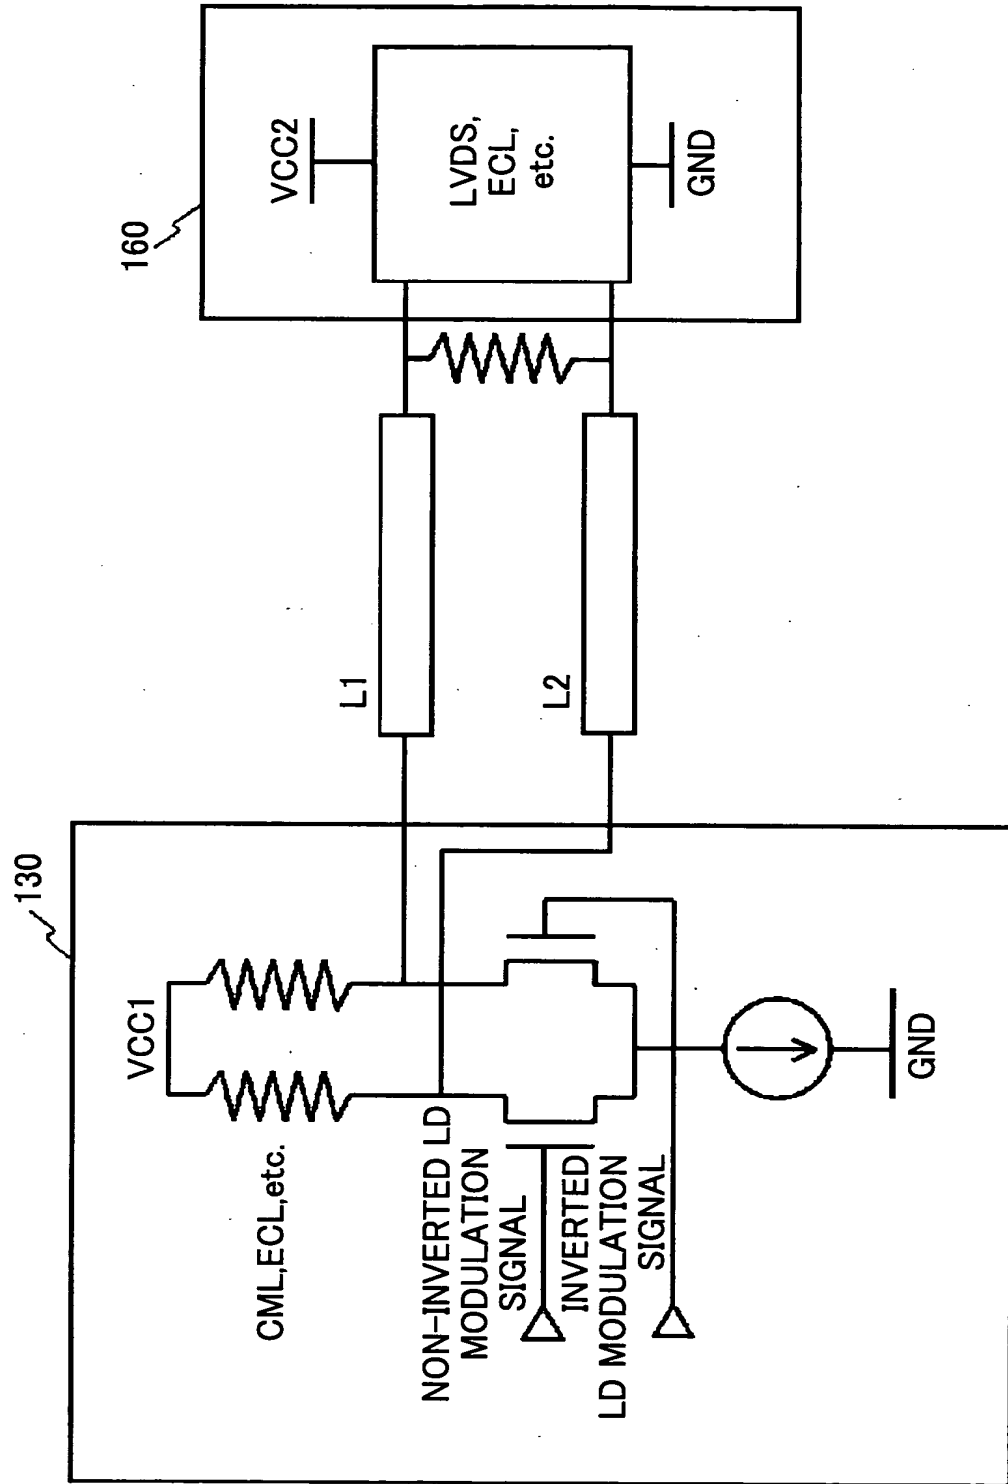 130
VCC1
CML,ECL,etc.
NON-INVERTED LD
MODULATION
SIGNAL
INVERTED
LD MODULATION
SIGNAL
GND
L1
L2
160
VCC2
LVDS,
ECL,
etc.
GND